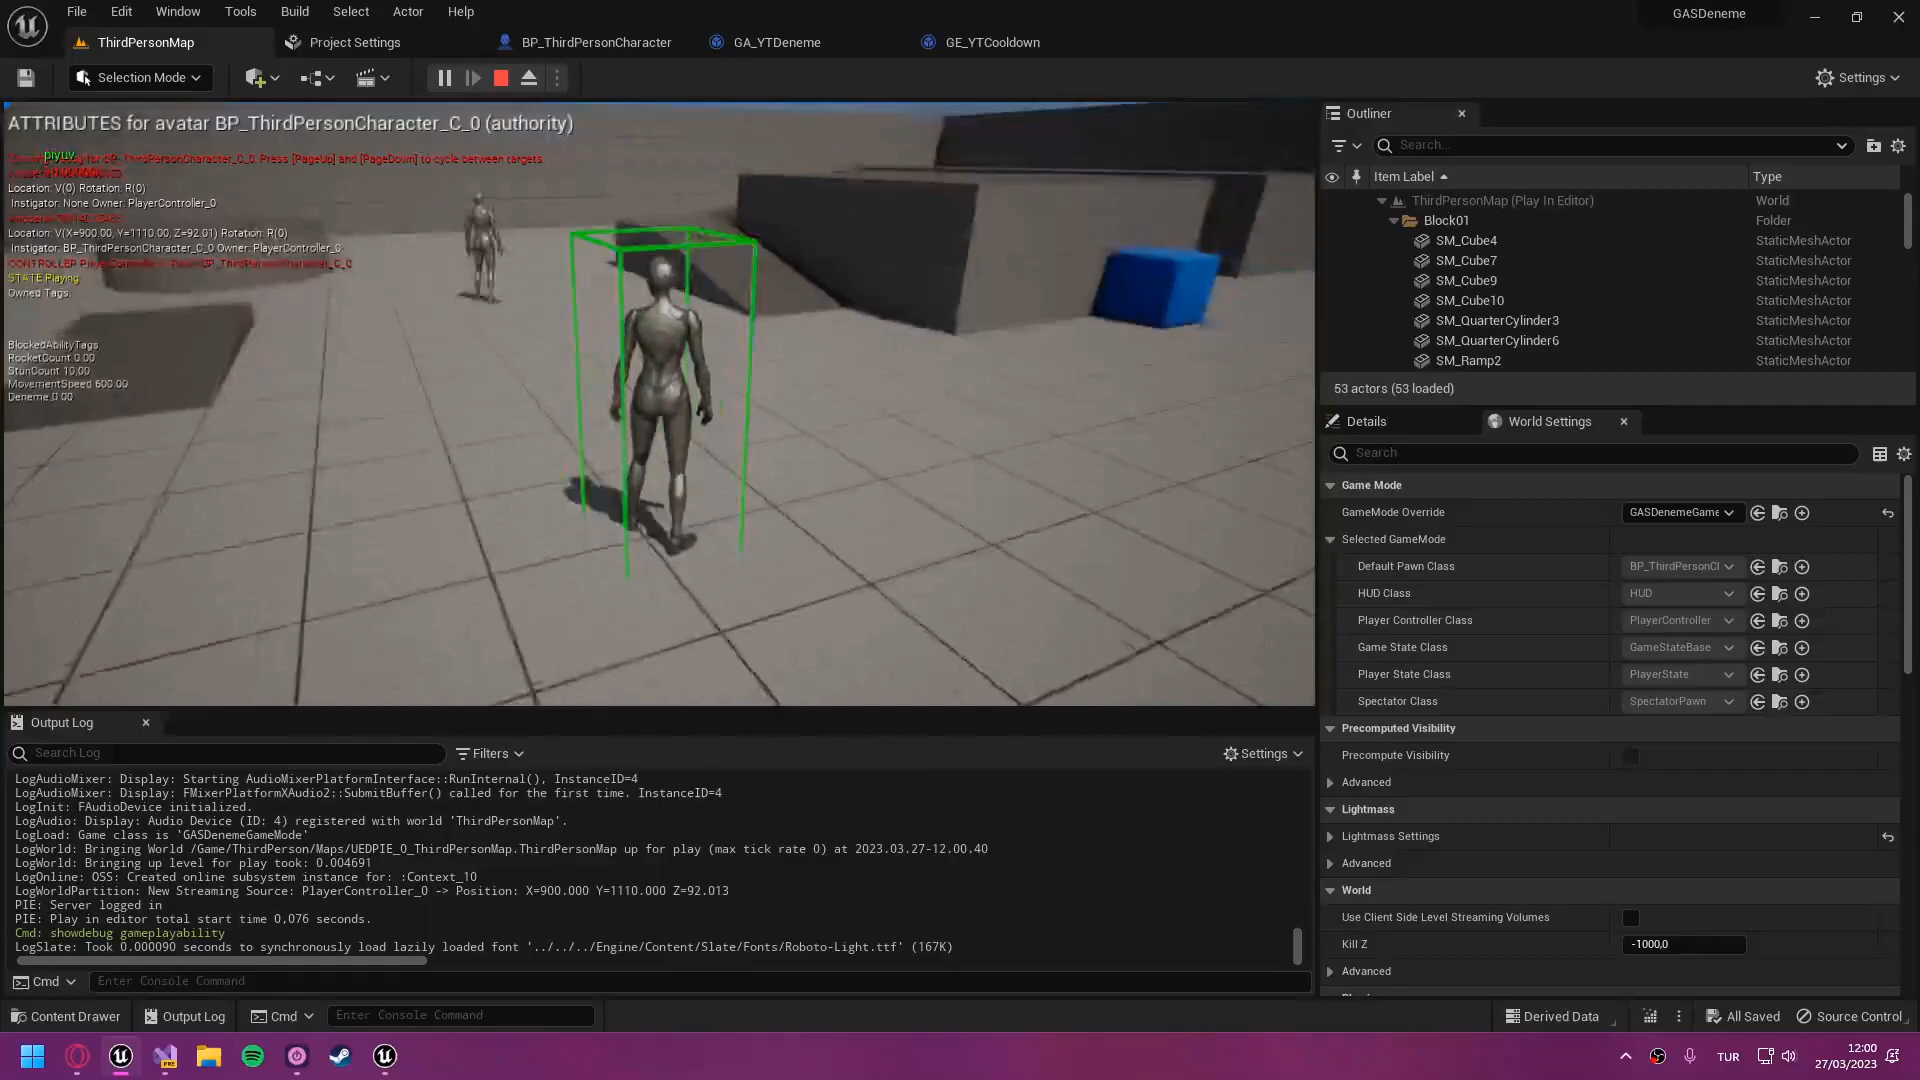 File Edit Window Tools Build Select Actor Help
GASDeneme
ThirdPersonMap
Project Settings
BP_ThirdPersonCharacter
GA_YTDeneme
GE_YTCooldown
Selection Mode
Settings
ATTRIBUTES for avatar BP_ThirdPersonCharacter_C_0 (authority)
for BP_ThirdPersonCharacter_C_0. Press [PageUp] and [PageDown] to cycle between targets.
Location: V(0) Rotation: R(0)
Instigator: None Owner: PlayerController_0
Location: V(X=900.00, Y=1110.00, Z=92.01) Rotation: R(0)
Instigator: BP_ThirdPersonCharacter_C_0 Owner: PlayerController_0
STATE Playing
Owned Tags:
BlockedAbilityTags:
RocketCount 0.00
StunCount 10.00
MovementSpeed 600.00
Deneme 0.00
Outliner
Search...
Item Label
Type
ThirdPersonMap (Play In Editor) World
Block01 Folder
SM_Cube4 StaticMeshActor
SM_Cube7 StaticMeshActor
SM_Cube9 StaticMeshActor
SM_Cube10 StaticMeshActor
SM_QuarterCylinder3 StaticMeshActor
SM_QuarterCylinder6 StaticMeshActor
SM_Ramp2 StaticMeshActor
53 actors (53 loaded)
Details
World Settings
Search
Game Mode
GameMode Override GASDenemeGame
Selected GameMode
Default Pawn Class BP_ThirdPersonCl
HUD Class HUD
Player Controller Class PlayerController
Game State Class GameStateBase
Player State Class PlayerState
Spectator Class SpectatorPawn
Precomputed Visibility
Precompute Visibility
Advanced
Lightmass
Lightmass Settings
Advanced
World
Use Client Side Level Streaming Volumes
Kill Z -1000,0
Advanced
Output Log
Search Log
Filters
Settings
LogAudioMixer: Display: Starting AudioMixerPlatformInterface::RunInternal(), InstanceID=4
LogAudioMixer: Display: FMixerPlatformXAudio2::SubmitBuffer() called for the first time. InstanceID=4
LogInit: FAudioDevice initialized.
LogAudio: Display: Audio Device (ID: 4) registered with world 'ThirdPersonMap'.
LogLoad: Game class is 'GASDenemeGameMode'
LogWorld: Bringing World /Game/ThirdPerson/Maps/UEDPIE_0_ThirdPersonMap.ThirdPersonMap up for play (max tick rate 0) at 2023.03.27-12.00.40
LogWorld: Bringing up level for play took: 0.004691
LogOnline: OSS: Created online subsystem instance for: :Context_10
LogWorldPartition: New Streaming Source: PlayerController_0 -> Position: X=900.000 Y=1110.000 Z=92.013
PIE: Server logged in
PIE: Play in editor total start time 0,076 seconds.
Cmd: showdebug gameplayability
LogSlate: Took 0.000090 seconds to synchronously load lazily loaded font '../../../Engine/Content/Slate/Fonts/Roboto-Light.ttf' (167K)
Cmd
Enter Console Command
Content Drawer
Output Log
Cmd
Enter Console Command
Derived Data
All Saved
Source Control
TUR
12:00
27/03/2023